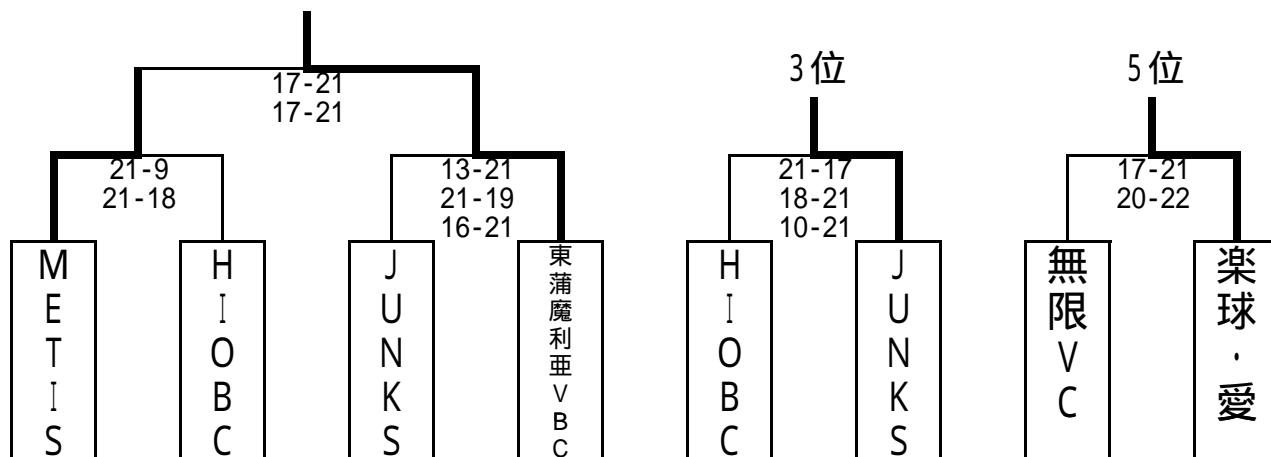 3位
5位
17-21
17-21
21-9
21-18
13-21
21-19
16-21
21-17
18-21
10-21
17-21
20-22
METIS
HIOBC
JUNKS
東蒲魔利亜VBC
HIOBC
JUNKS
無限VC
楽球・愛